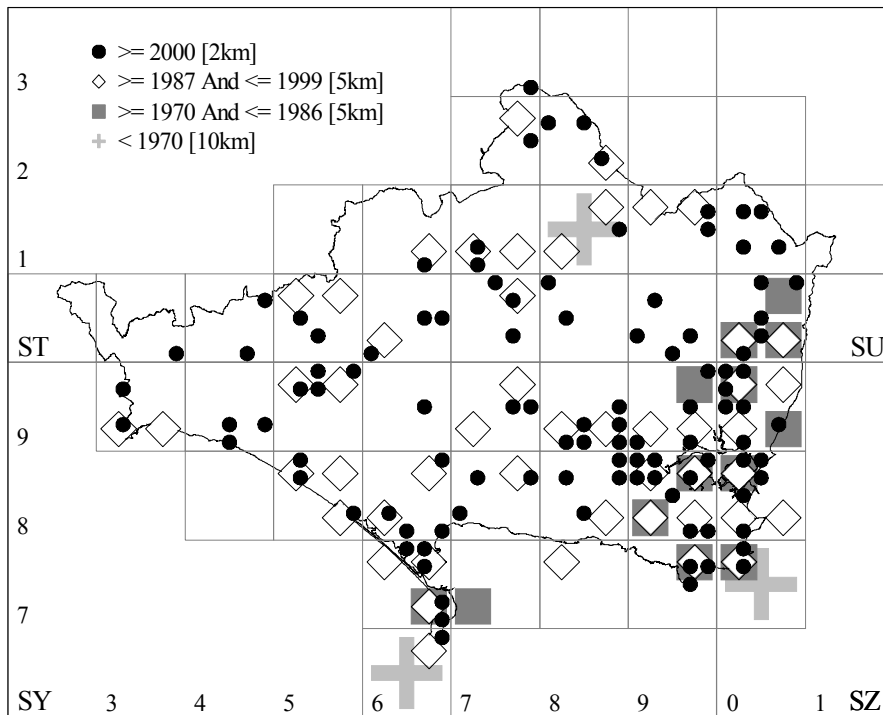 >= 2000 [2km]
>= 1987 And <= 1999 [5km]
>= 1970 And <= 1986 [5km]
< 1970 [10km]
3
2
1
ST SU
9
8
7
SY 3 4 5 6 7 8 9 0 1 SZ